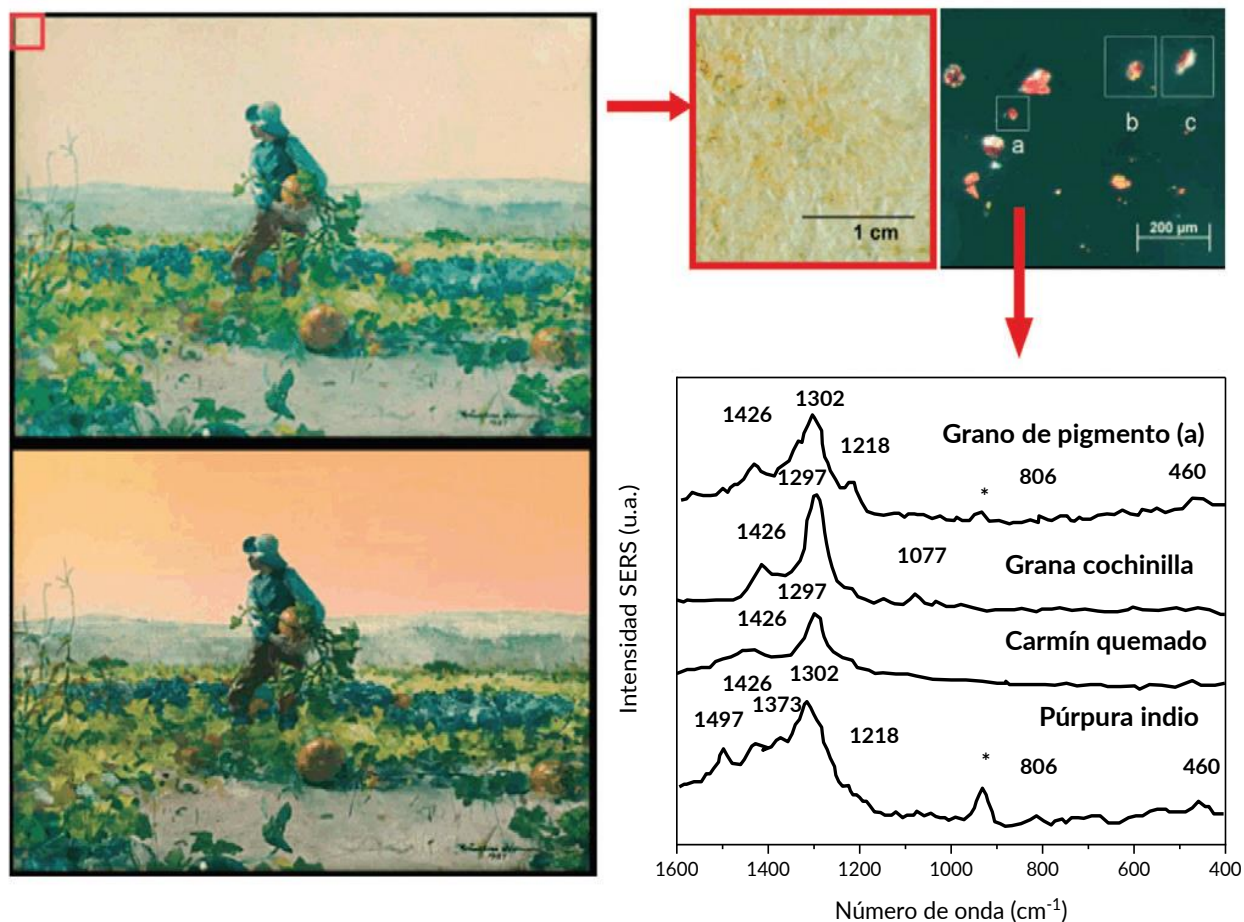 1 cm
a
b
c
200 µm
1426
1302
1218
Grano de pigmento (a)
*
806
460
1297
1426
1077
Grana cochinilla
1297
1426
Carmín quemado
1426
1302
1497
1373
1218
Púrpura indio
*
806
460
Intensidad SERS (u.a.)
1600
1400
1200
1000
800
600
400
Número de onda (cm⁻¹)